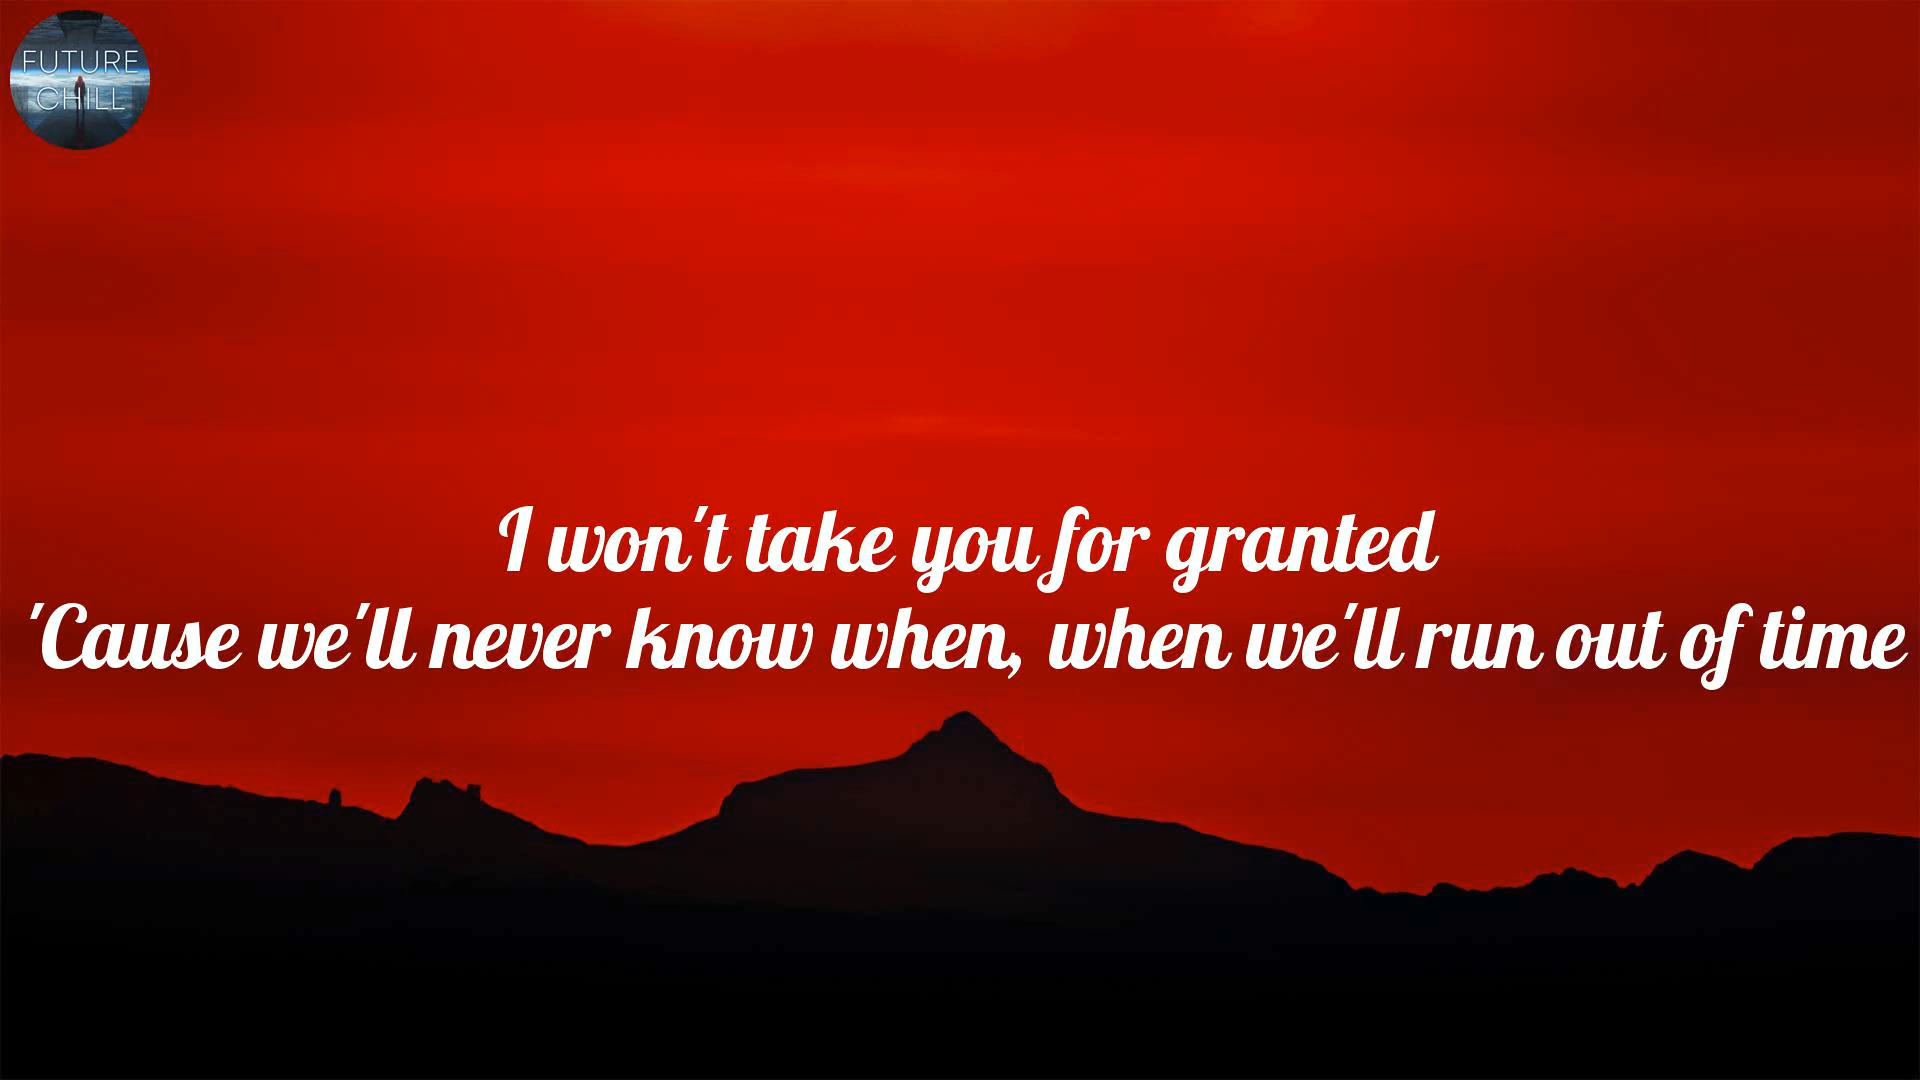 FUTURE
CHILL
I won't take you for granted
'Cause we'll never know when, when we'll run out of time